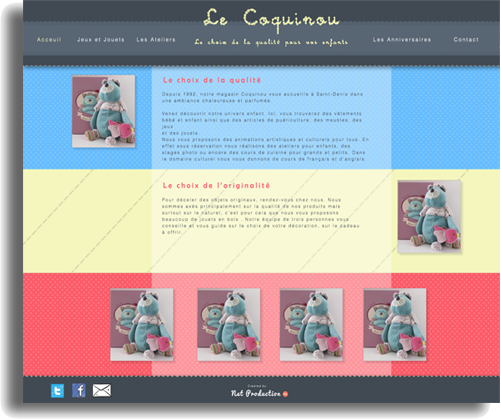 Le Coquinou
Acceuil Jeux et Jouets Les Ateliers Le choix de la qualité pour vos enfants Les Anniversaires Contact
Le choix de la qualité
Depuis 1992, notre magasin Coquinou vous accueille à Saint-Denis dans
une ambiance chaleureuse et parfumée.
Venez découvrir notre univers enfant. Ici, vous trouverez des vêtements
bébé et enfant ainsi que des articles de puériculture, des meubles, des
jeux
et des jouets.
Nous vous proposons des animations artistiques et culturels pour tous. En
effet sous réservation nous réalisons des ateliers pour enfants, des
stages photo ou encore des cours de cuisine pour grands et petits. Dans
le domaine culturel vous vous donnons de cours de français et d'anglais
Le choix de l'originalité
Pour déceler des objets originaux, rendez-vous chez nous. Nous
sommes axés principalement sur la qualité de nos produits mais
surtout sur le naturel, c'est pour cela que nous vous proposons
beaucoup de jouets en bois . Notre équipe de trois personnes vous
conseille et vous guide sur le choix de votre décoration, sur le cadeau
à offrir,
Created by
Nat Production